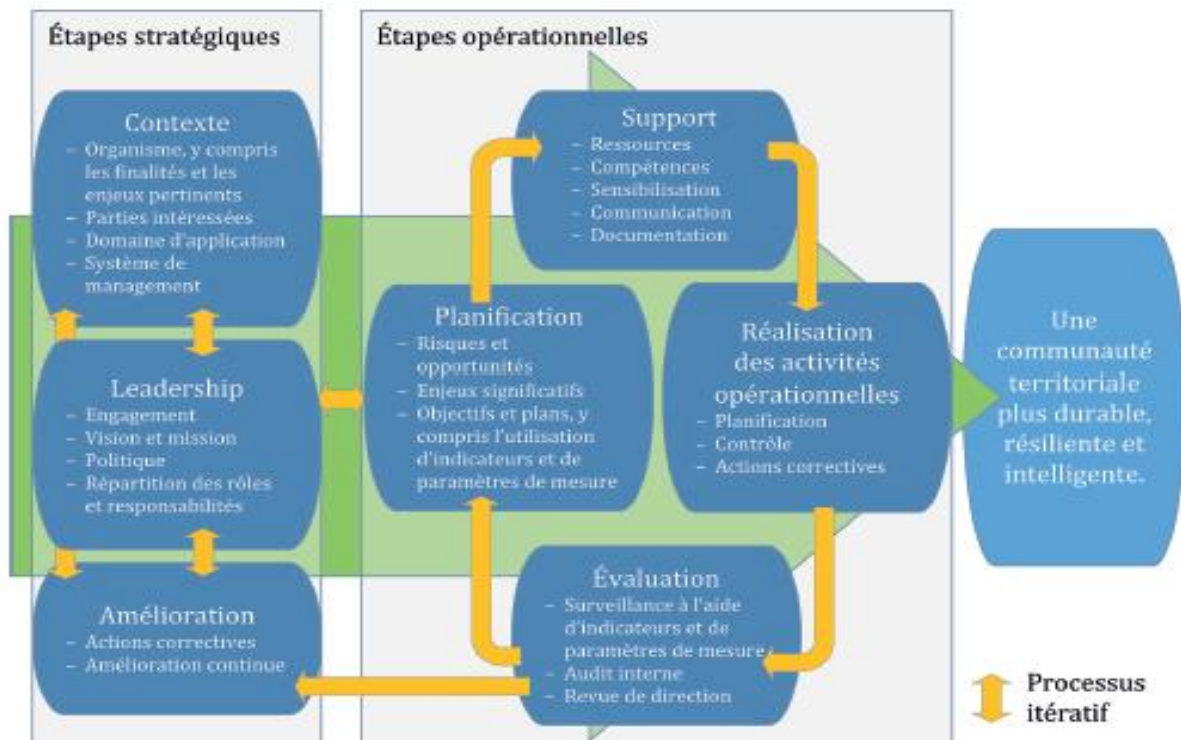 Étapes stratégiques
Contexte
– Organisme, y compris
les finalités et les
enjeux pertinents
– Parties intéressées
– Domaine d'application
– Système de
management
Leadership
– Engagement
– Vision et mission
– Politique
– Répartition des rôles
et responsabilités
Amélioration
– Actions correctives
– Amélioration continue
Étapes opérationnelles
Support
– Ressources
– Compétences
– Sensibilisation
– Communication
– Documentation
Planification
– Risques et
opportunités
– Enjeux significatifs
– Objectifs et plans, y
compris l'utilisation
d'indicateurs et de
paramètres de mesure
Réalisation
des activités
opérationnelles
– Planification
– Contrôle
– Actions correctives
Évaluation
– Surveillance à l'aide
d'indicateurs et de
paramètres de mesure
– Audit interne
– Revue de direction
Une
communauté
territoriale
plus durable,
résiliente et
intelligente.
Processus
itératif